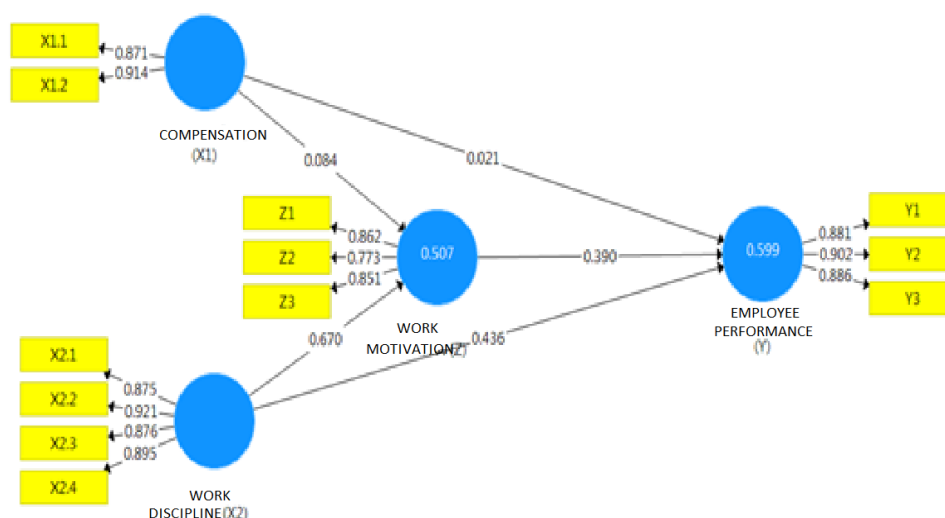 X1.1
0.871
X1.2
0.914
COMPENSATION
(X1)
0.084
0.021
Z1
0.862
Z2
0.773
Z3
0.851
0.507
0.390
WORK
MOTIVATION(Z)
0.599
Y1
0.881
Y2
0.902
Y3
0.886
EMPLOYEE
PERFORMANCE
(Y)
0.670
0.436
X2.1
0.875
X2.2
0.921
X2.3
0.876
X2.4
0.895
WORK
DISCIPLINE(X2)